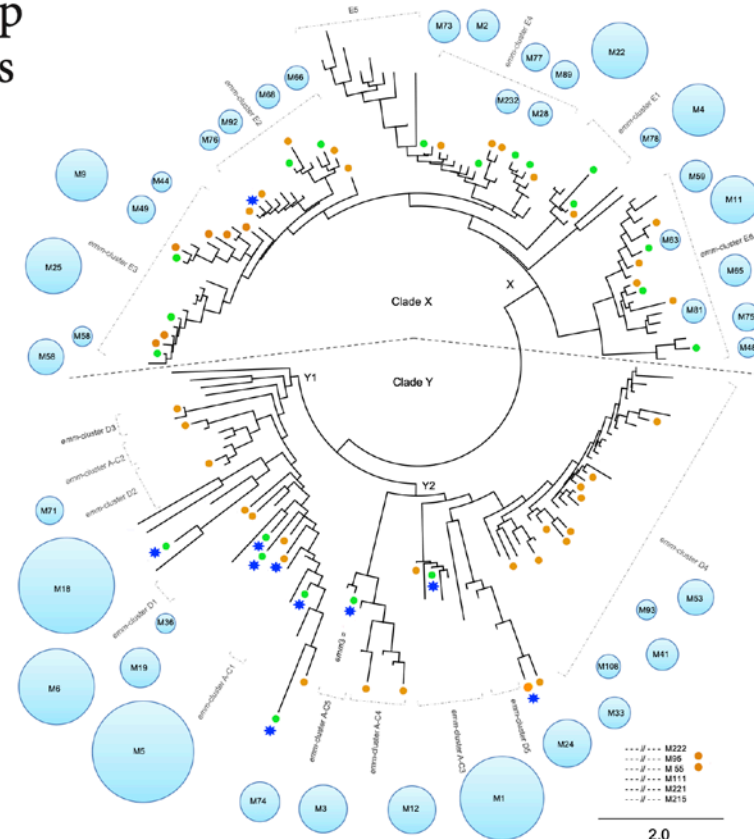 p
s
E5
M73
M2
emm-cluster E4
M77
M89
M22
M66
M68
M92
M76
emm-cluster E2
M232
M28
emm-cluster E1
M78
M4
M9
M44
M49
M59
M11
emm-cluster E3
M25
M63
emm-cluster E6
M65
X
Clade X
M81
M75
M58
M56
Clade Y
Y1
emm-cluster D3
emm-cluster A-C2
emm-cluster D2
Y2
M71
M18
emm-cluster D4
emm-cluster D1
M36
M93
M53
M19
M6
M41
M108
emm-cluster A-C1
M5
emm-cluster A-C5
emm-cluster A-C4
emm-cluster A-C3
emm-cluster D5
M33
M24
M74
M3
M12
M1
M222
M95
M 55
M111
M221
M215
2.0